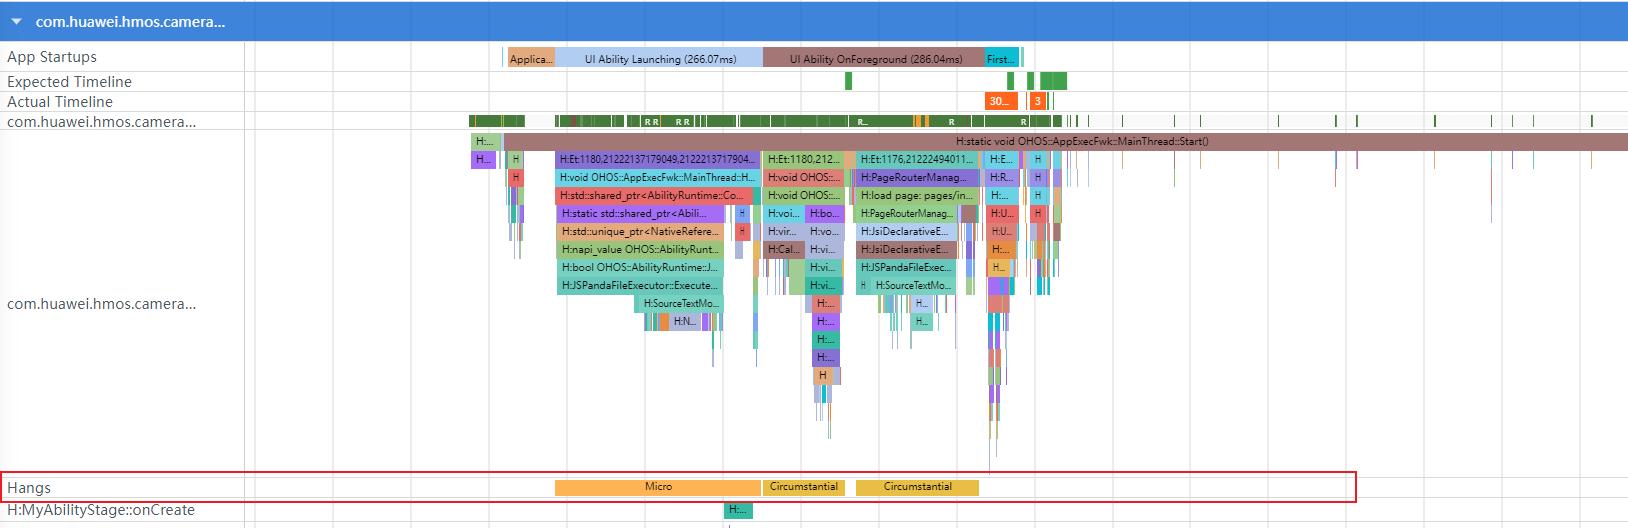 com.huawei.hmos.camera...
App Startups
Applica... UI Ability Launching (266.07ms) UI Ability OnForeground (286.04ms) First...
Expected Timeline
Actual Timeline
30... 3
com.huawei.hmos.camera...
R R R R R... R R
H:... H:static void OHOS::AppExecFwk::MainThread::Start()
H... H H:Et:1180,21222137179049,2122213717904... H:Et:1180,212... H:Et:1176,21222494011... H:E... H
H H:void OHOS::AppExecFwk::MainThread::H... H:void OHOS::... H:PageRouterManag... H:R... H
H:std::shared_ptr<AbilityRuntime::Co... H:void OHOS::... H:load page: pages/in... H:...
H:static std::shared_ptr<Abili... H H:voi... H:bo... H:PageRouterManag... H:U... H
H:std::unique_ptr<NativeRefere... H H:vir... H:vo... H:JsiDeclarativeE... H:U...
H:napi_value OHOS::AbilityRunt... H:Cal... H:vi... H:JsiDeclarativeE... H:...
H:bool OHOS::AbilityRuntime::J... H:vi... H:JSPandaFileExec... H...
H:JSPandaFileExecutor::Execute... H:vi... H H:SourceTextMo...
com.huawei.hmos.camera...
H:SourceTextMo... H:... H...
H:N... H:... H...
H:...
H:...
H
Hangs
Micro Circumstantial Circumstantial
H:MyAbilityStage::onCreate
H:...